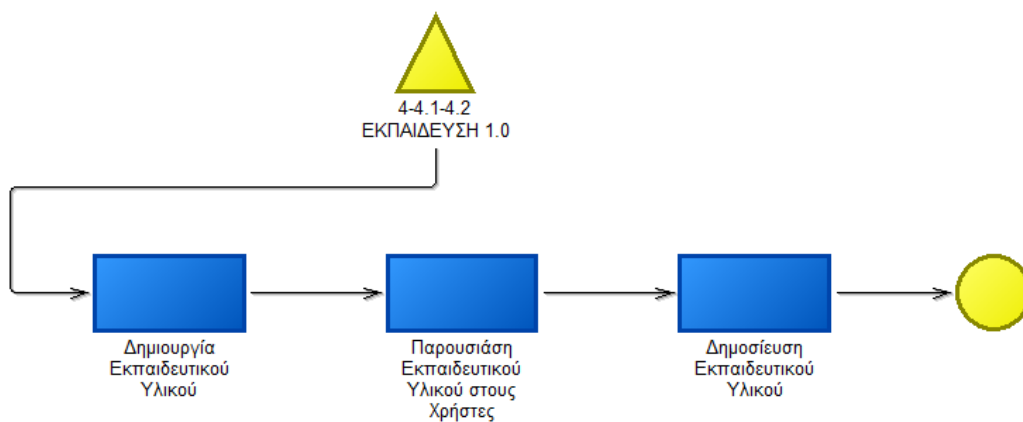 4-4.1-4.2
ΕΚΠΑΙΔΕΥΣΗ 1.0
Δημιουργία
Εκπαιδευτικού
Υλικού
Παρουσιάση
Εκπαιδευτικού
Υλικού στους
Χρήστες
Δημοσίευση
Εκπαιδευτικού
Υλικού